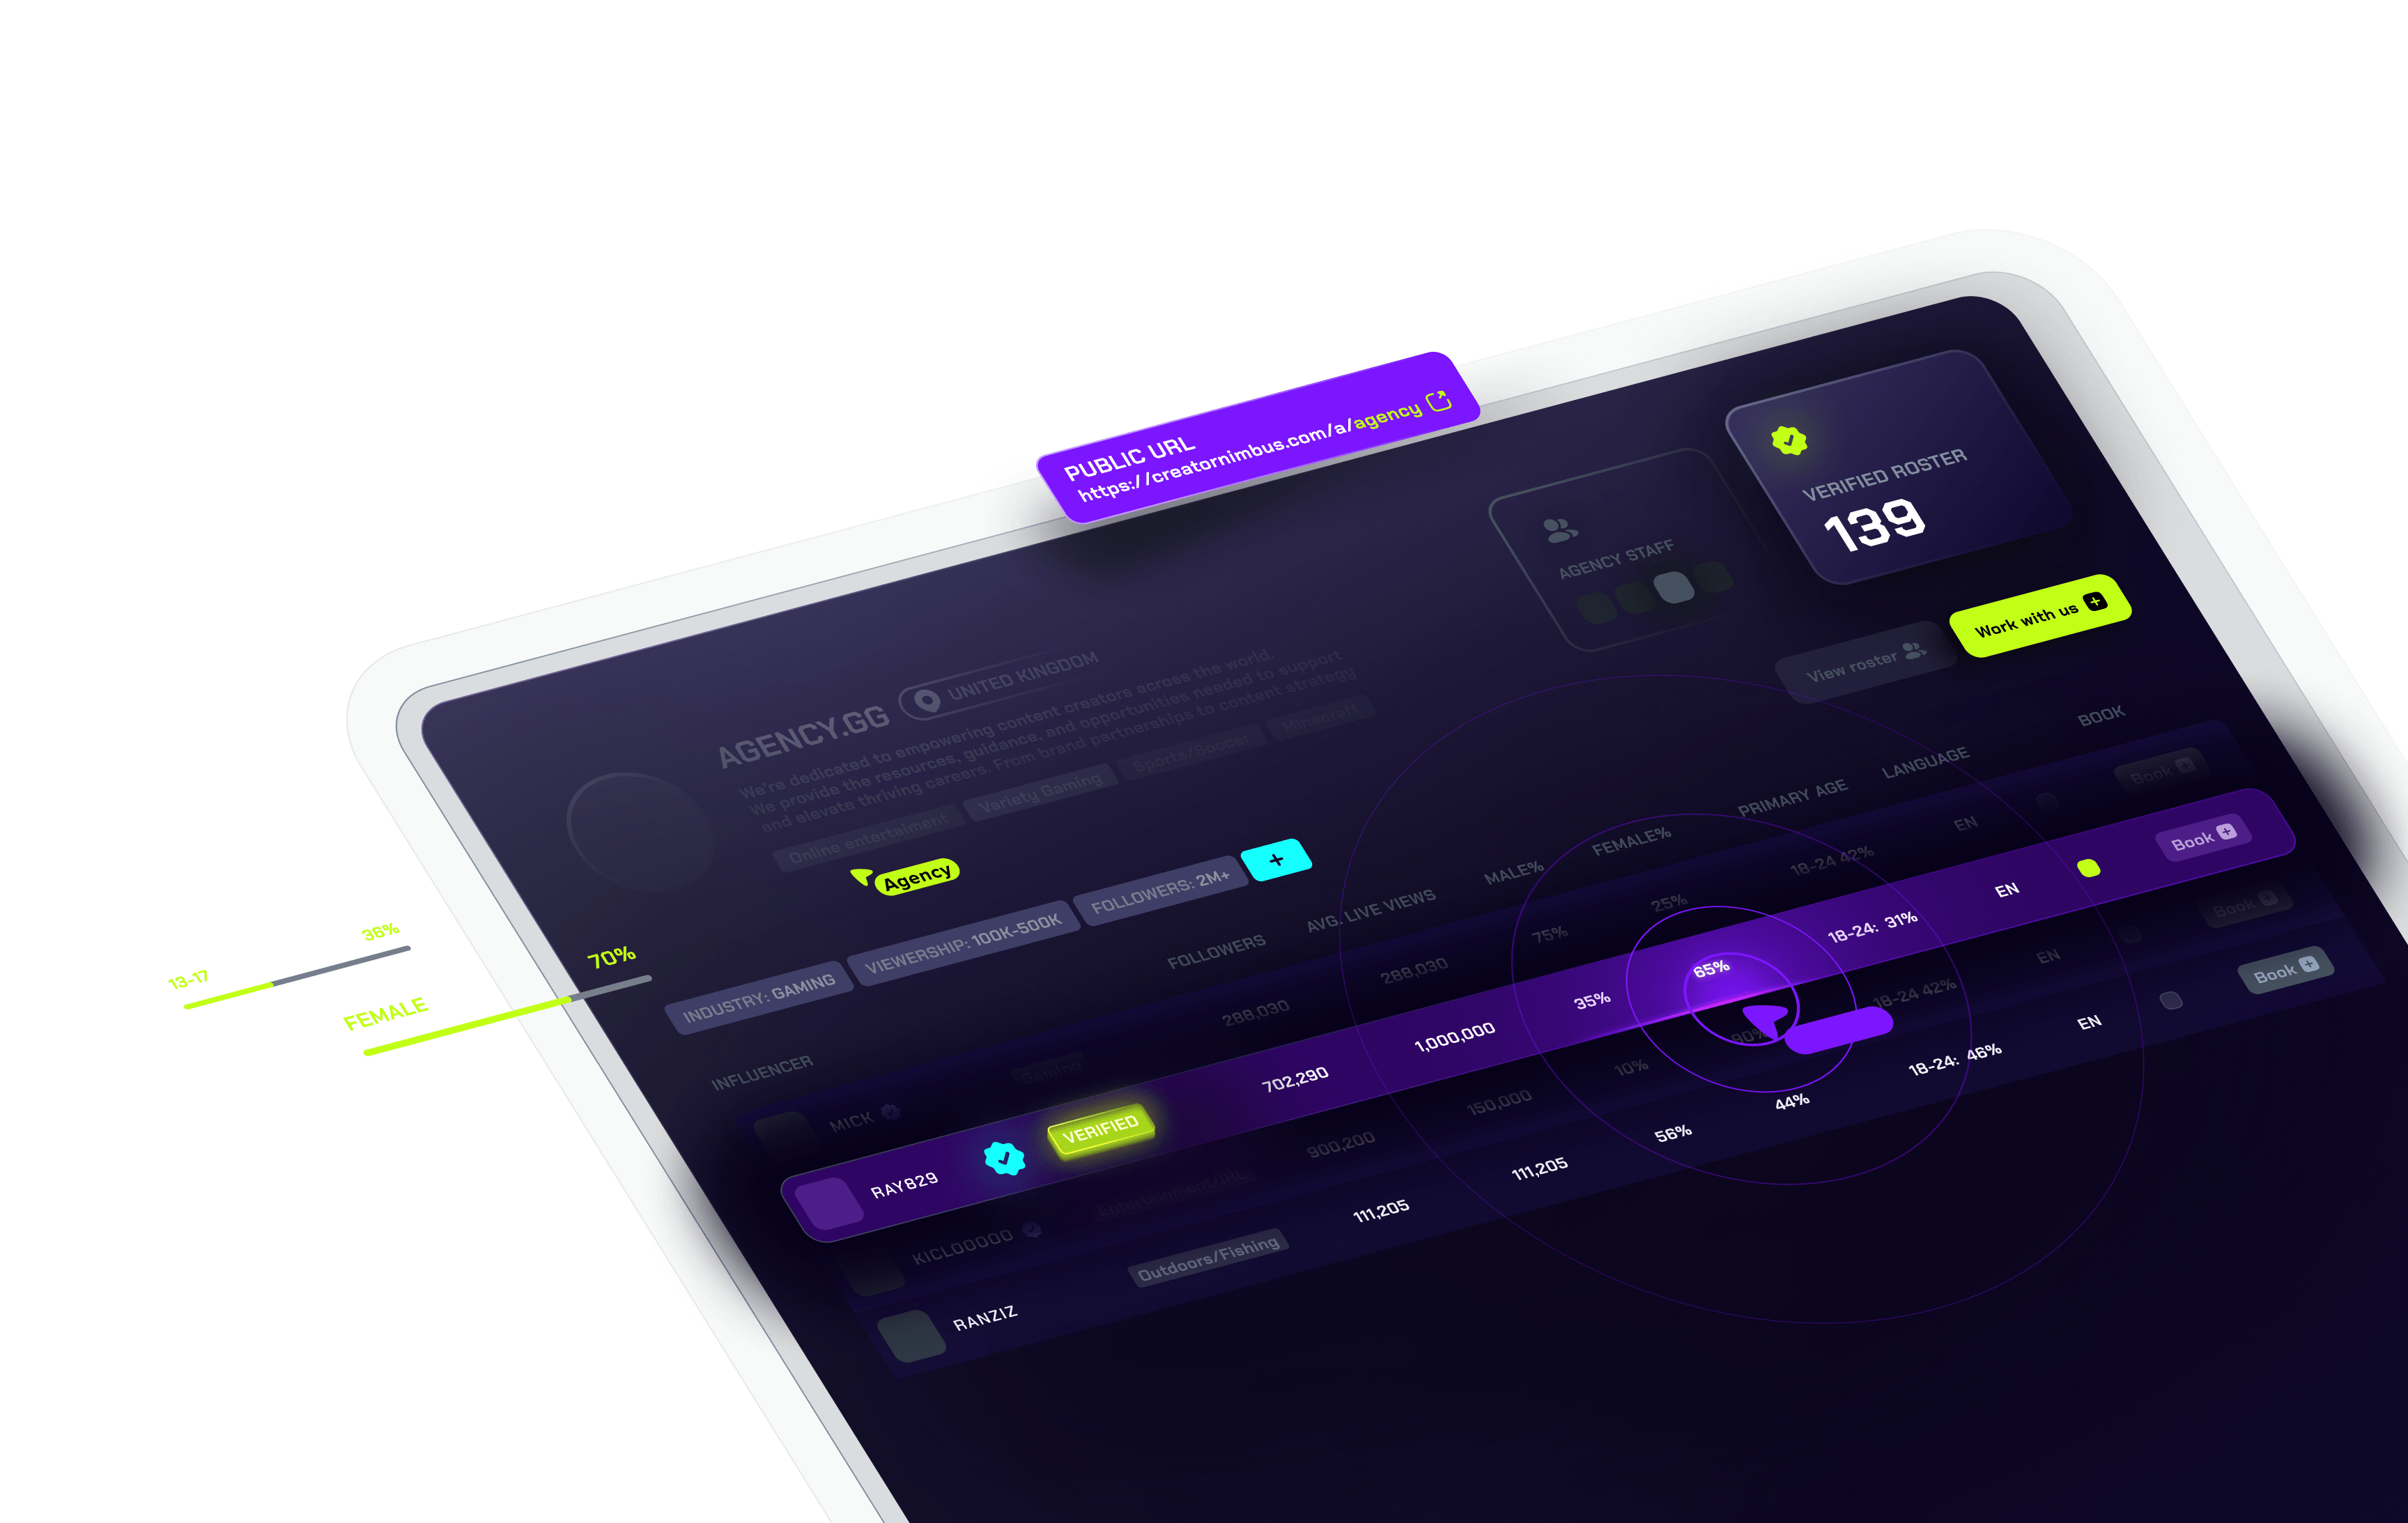 PUBLIC URL
https://creatornimbus.com/a/agency
VERIFIED ROSTER
139
AGENCY STAFF
View roster
Work with us
AGENCY.GG
UNITED KINGDOM
We're dedicated to empowering content creators across the world.
We provide the resources, guidance, and opportunities needed to support
and elevate thriving careers. From brand partnerships to content strategy
Online entertaiment
Variety Gaming
Sports/Soccer
Minecraft
Agency
INDUSTRY: GAMING
VIEWERSHIP: 100K-500K
FOLLOWERS: 2M+
+
13-17
36%
FEMALE
70%
INFLUENCER FOLLOWERS AVG. LIVE VIEWS MALE% FEMALE% PRIMARY AGE LANGUAGE BOOK
MICK Gaming 288,030 288,030 75% 25% 18-24 42% EN Book
RAY829 VERIFIED 702,290 1,000,000 35% 65% 18-24: 31% EN Book
KICLOOOOO Entertainment/IRL 900,200 150,000 10% 90% 18-24 42% EN Book
RANZIZ Outdoors/Fishing 111,205 111,205 56% 44% 18-24: 46% EN Book